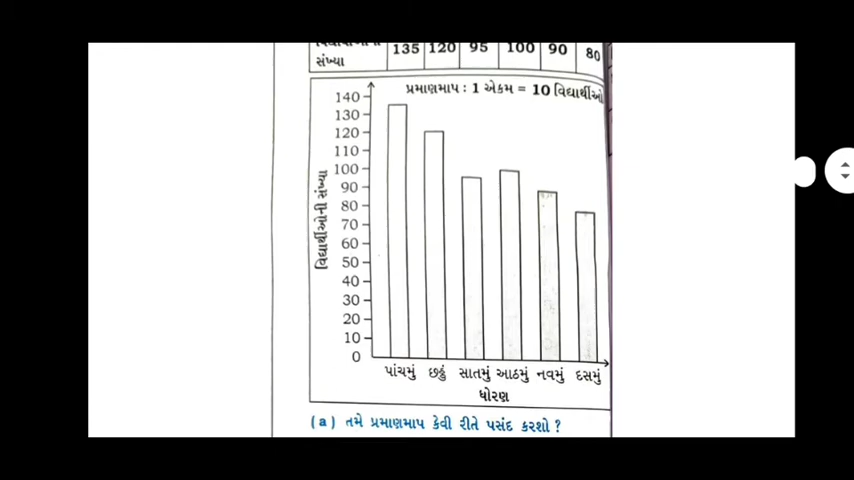 સંખ્યા 135 120 95 100 90 80
પ્રમાણમાપ : 1 એકમ = 10 વિદ્યાર્થીઓ
140
130
120
110
100
90
80
70
60
50
40
30
20
10
0
વિદ્યાર્થીઓની સંખ્યા
પાંચમું છઠ્ઠું સાતમું આઠમું નવમું દસમું
ધોરણ
(a) તમે પ્રમાણમાપ કેવી રીતે પસંદ કરશો ?